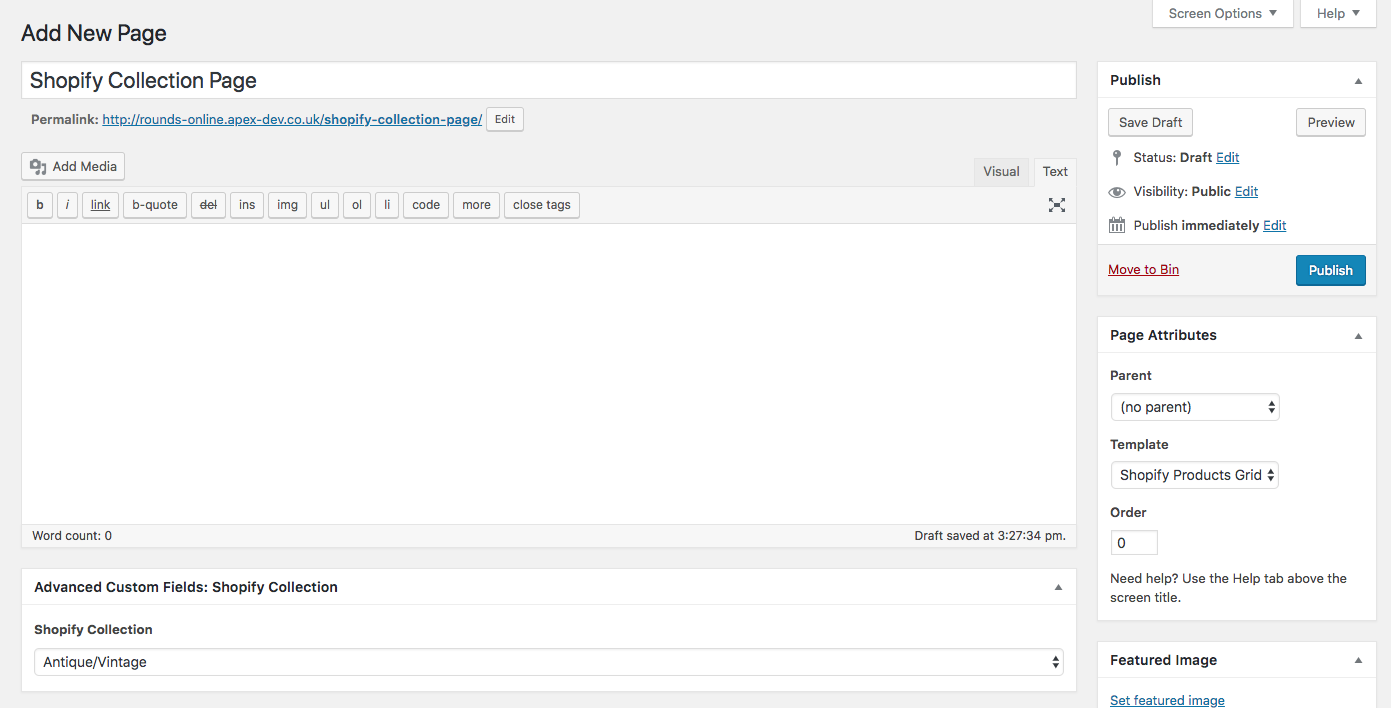 Screen Options
Help
Add New Page
Shopify Collection Page
Permalink: http://rounds-online.apex-dev.co.uk/shopify-collection-page/ Edit
Add Media
Visual
Text
b i link b-quote del ins img ul ol li code more close tags
Word count: 0
Draft saved at 3:27:34 pm.
Advanced Custom Fields: Shopify Collection
Shopify Collection
Antique/Vintage
Publish
Save Draft
Preview
Status: Draft Edit
Visibility: Public Edit
Publish immediately Edit
Move to Bin
Publish
Page Attributes
Parent
(no parent)
Template
Shopify Products Grid
Order
0
Need help? Use the Help tab above the
screen title.
Featured Image
Set featured image